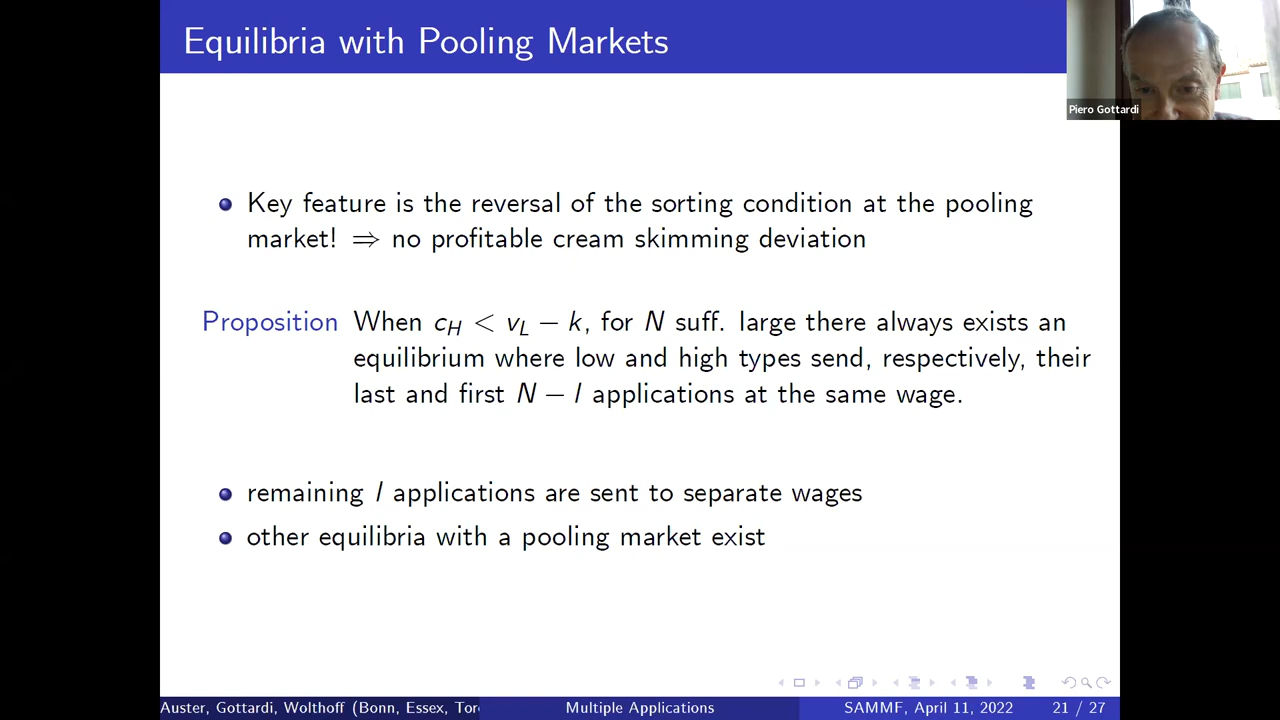 Equilibria with Pooling Markets
Piero Gottardi
Key feature is the reversal of the sorting condition at the pooling
market! ⇒ no profitable cream skimming deviation
Proposition When c_H < v_L − k, for N suff. large there always exists an
equilibrium where low and high types send, respectively, their
last and first N − l applications at the same wage.
remaining l applications are sent to separate wages
other equilibria with a pooling market exist
Auster, Gottardi, Wolthoff (Bonn, Essex, Tor
Multiple Applications
SAMMF, April 11, 2022
21 / 27